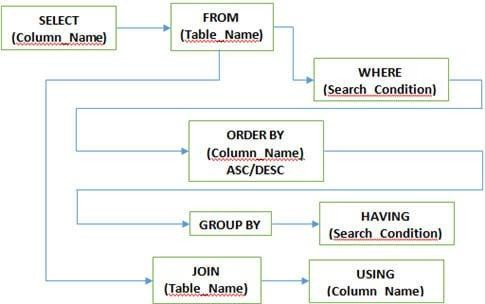 SELECT
(Column_Name)
FROM
(Table_Name)
WHERE
(Search_Condition)
ORDER BY
(Column_Name)
ASC/DESC
GROUP BY
HAVING
(Search_Condition)
JOIN
(Table_Name)
USING
(Column_Name)